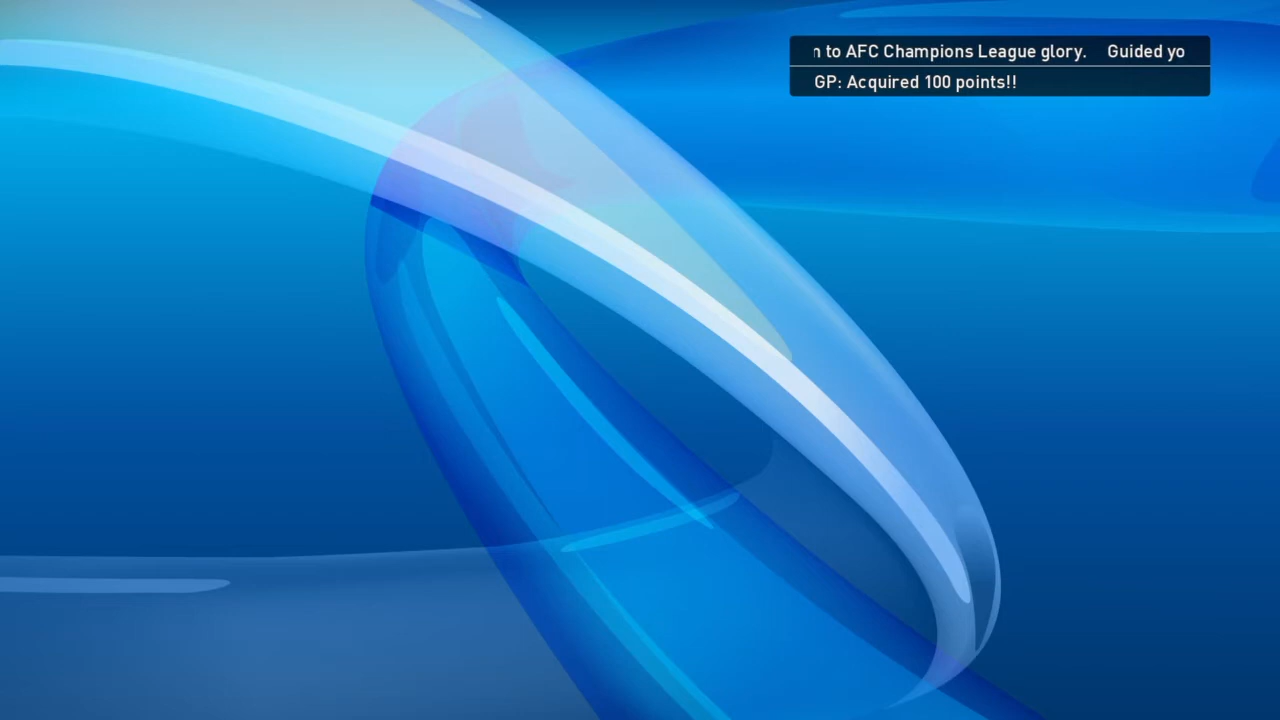 n to AFC Champions League glory. Guided yo
GP: Acquired 100 points!!